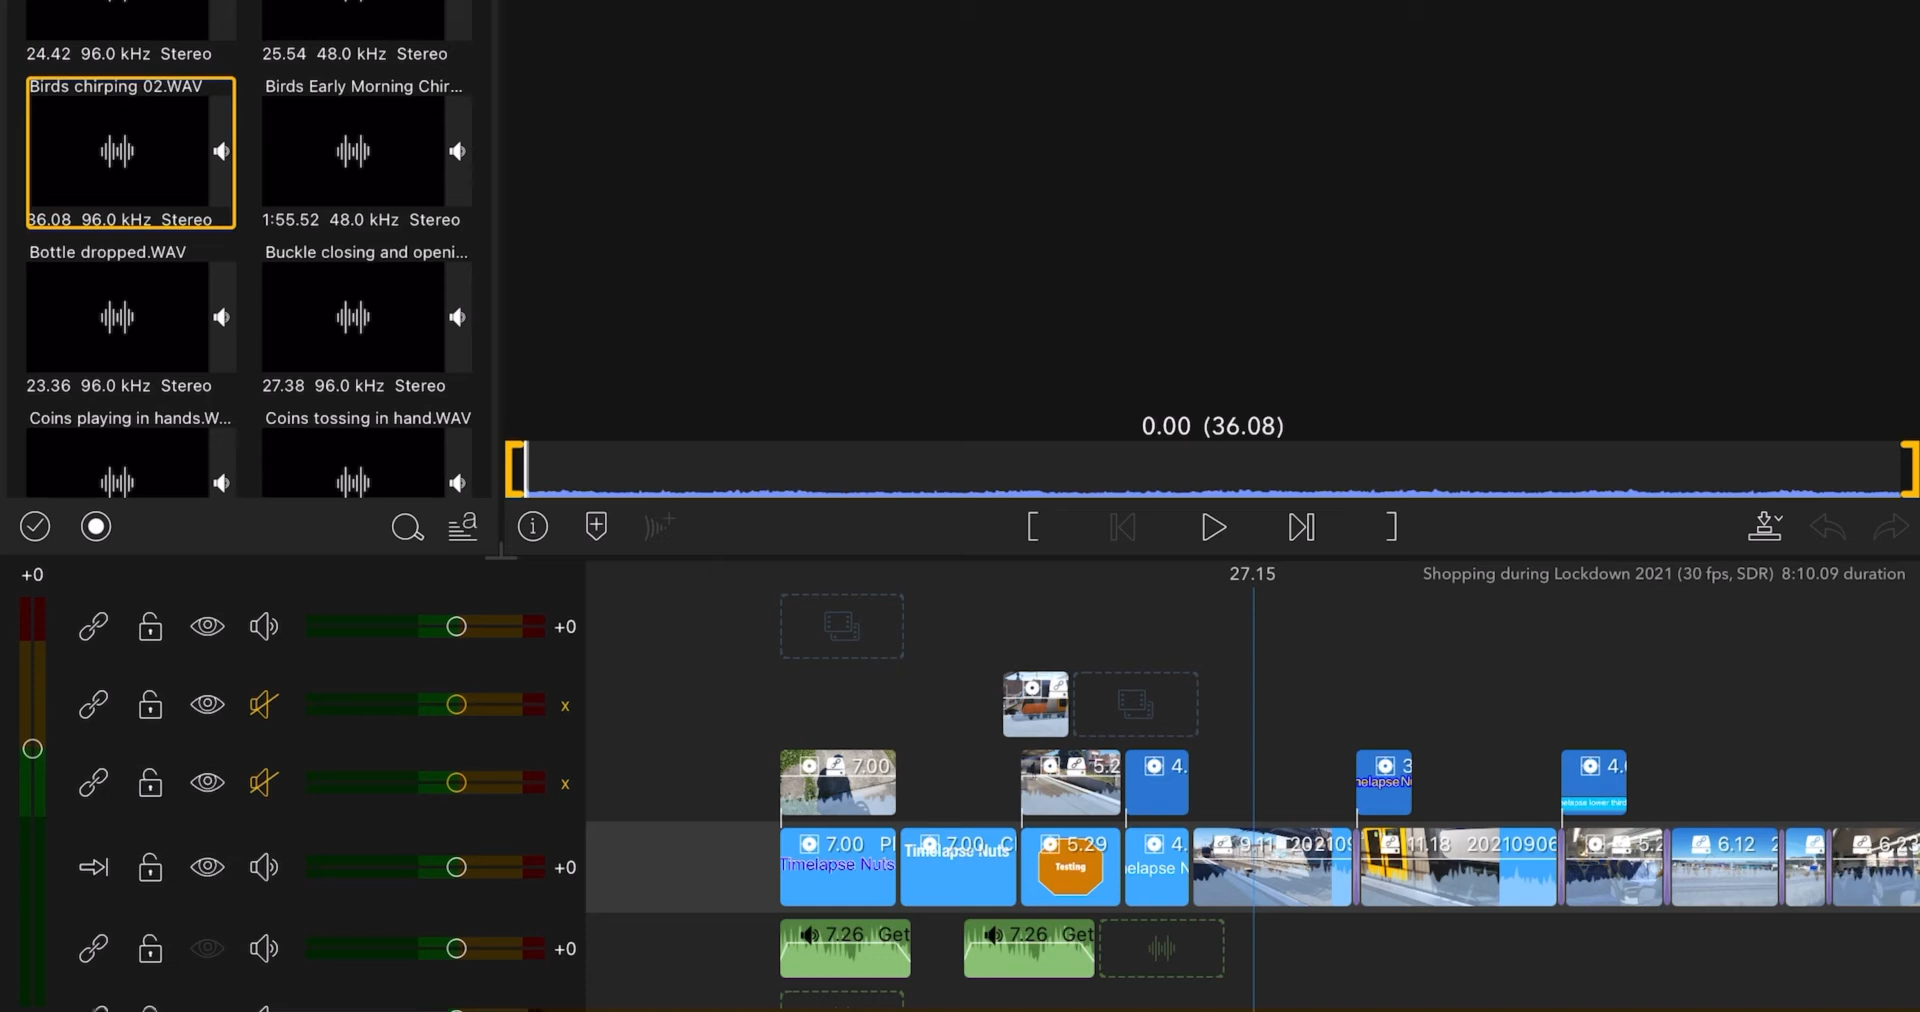 24.42 96.0 kHz Stereo
25.54 48.0 kHz Stereo
Birds chirping 02.WAV
Birds Early Morning Chir...
36.08 96.0 kHz Stereo
1:55.52 48.0 kHz Stereo
Bottle dropped.WAV
Buckle closing and openi...
23.36 96.0 kHz Stereo
27.38 96.0 kHz Stereo
Coins playing in hands.W...
Coins tossing in hand.WAV
0.00 (36.08)
+0
27.15
Shopping during Lockdown 2021 (30 fps, SDR) 8:10.09 duration
+0
x
7.00
5.2
4.
3
4.
x
+0
7.00
Timelapse Nuts
7.00
Timelapse Nuts
5.29
Testing
4.
elapse N
9.11 202109
11.18 20210906
5.2
6.12 2
6.23
+0
7.26 Get
7.26 Get